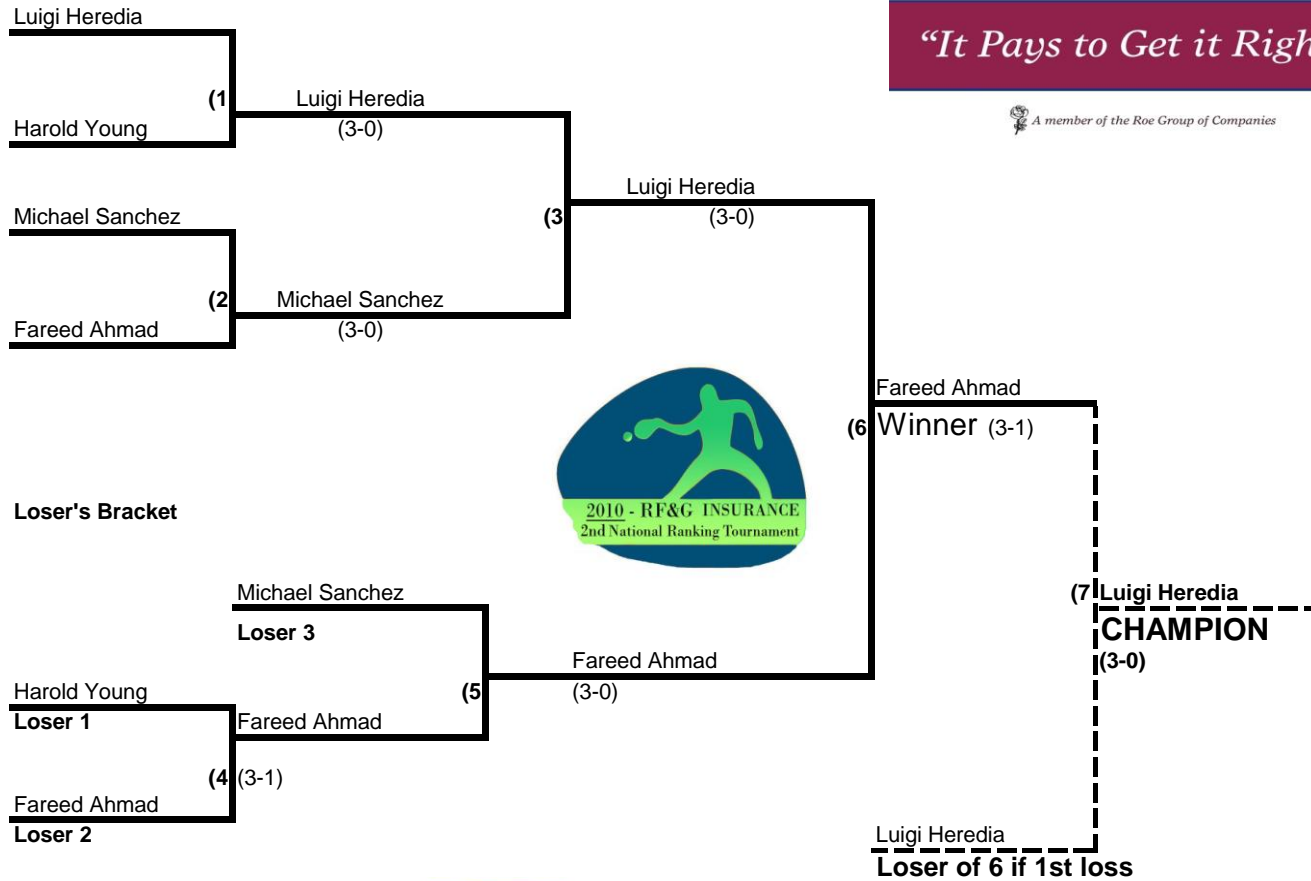 Luigi Heredia
"It Pays to Get it Righ
(1
Luigi Heredia
Harold Young
(3-0)
A member of the Roe Group of Companies
Luigi Heredia
Michael Sanchez
(3
(3-0)
(2
Michael Sanchez
Fareed Ahmad
(3-0)
Fareed Ahmad
(6
Winner (3-1)
Loser's Bracket
2010 - RF&G INSURANCE
2nd National Ranking Tournament
Michael Sanchez
(7
Luigi Heredia
Loser 3
CHAMPION
Fareed Ahmad
(3-0)
Harold Young
(5
(3-0)
Loser 1
Fareed Ahmad
(4
(3-1)
Fareed Ahmad
Loser 2
Luigi Heredia
Loser of 6 if 1st loss